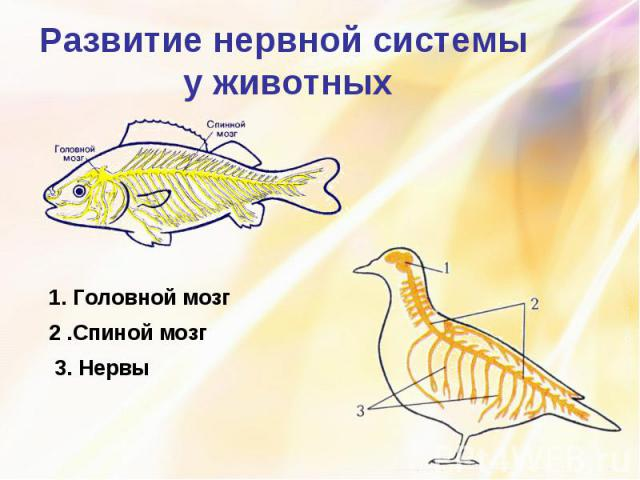 Развитие нервной системы
у животных
Спинной
мозг
Головной
мозг
1. Головной мозг
2 .Спиной мозг
3. Нервы
1
2
3